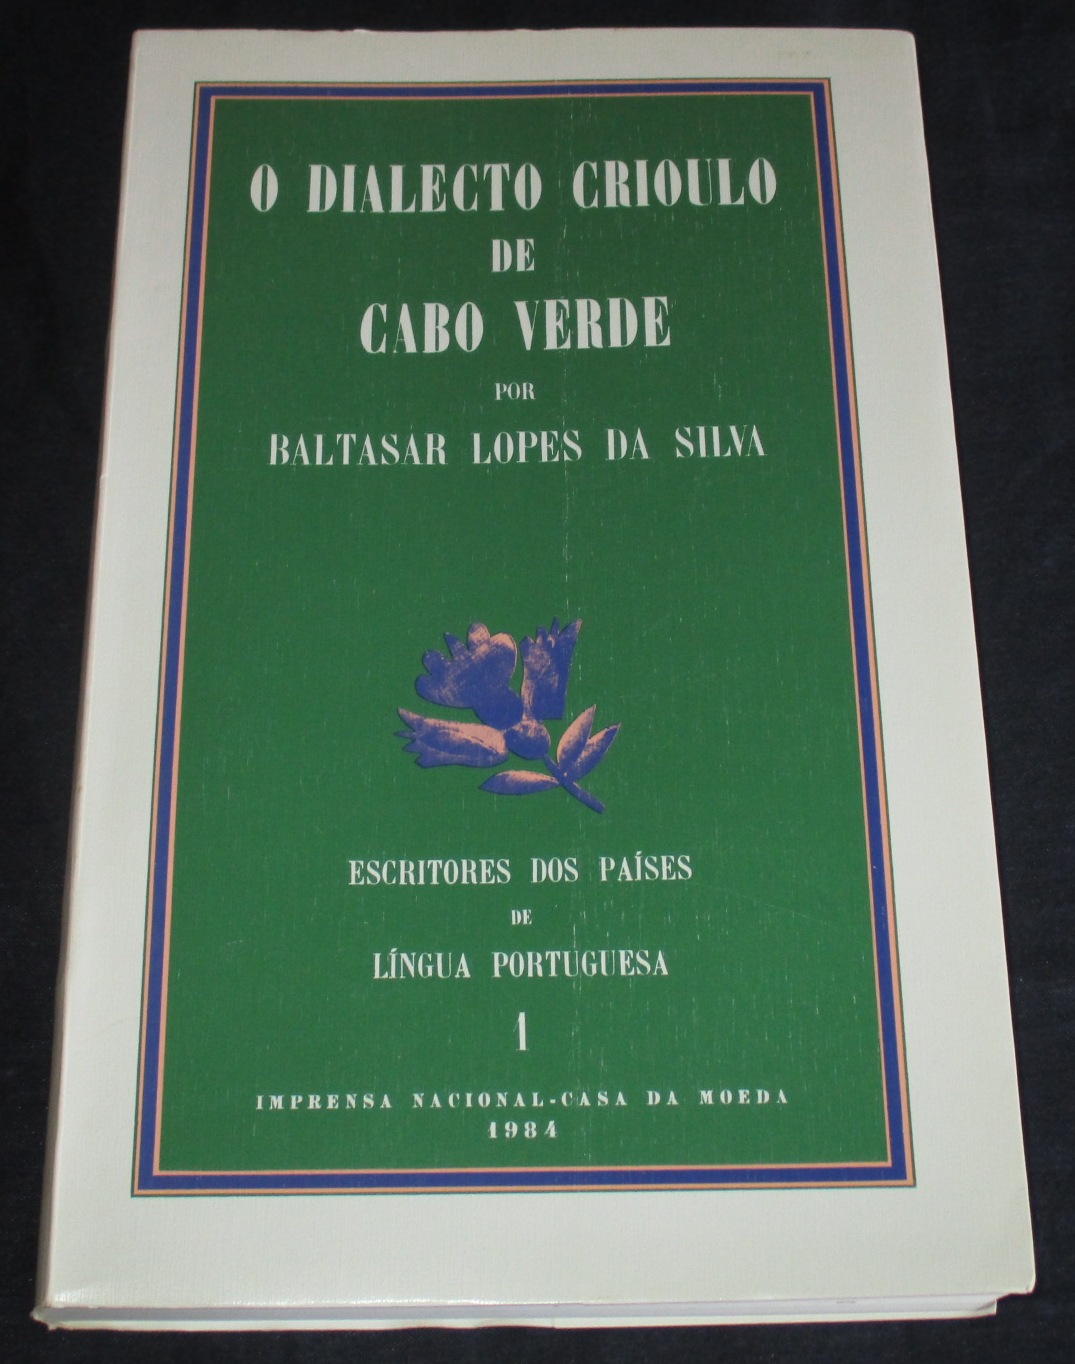 O DIALECTO CRIOULO
DE
CABO VERDE
POR
BALTASAR LOPES DA SILVA
ESCRITORES DOS PAÍSES
DE
LÍNGUA PORTUGUESA
1
IMPRENSA NACIONAL-CASA DA MOEDA
1984